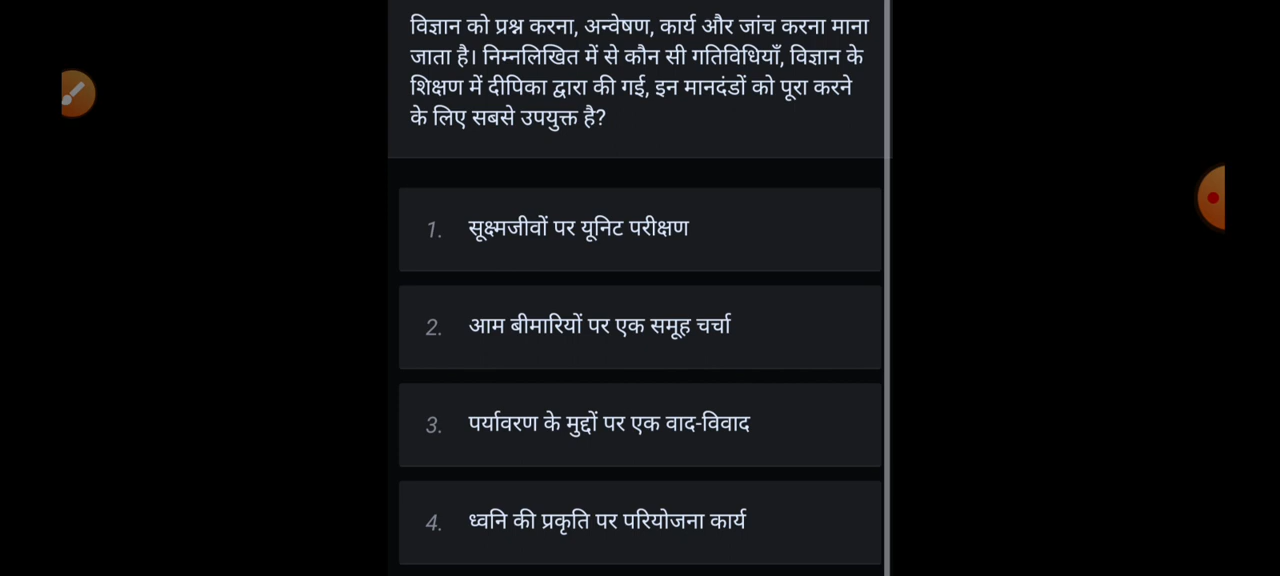 विज्ञान को प्रश्न करना, अन्वेषण, कार्य और जांच करना माना
जाता है। निम्नलिखित में से कौन सी गतिविधियाँ, विज्ञान के
शिक्षण में दीपिका द्वारा की गई, इन मानदंडों को पूरा करने
के लिए सबसे उपयुक्त है?
1. सूक्ष्मजीवों पर यूनिट परीक्षण
2. आम बीमारियों पर एक समूह चर्चा
3. पर्यावरण के मुद्दों पर एक वाद-विवाद
4. ध्वनि की प्रकृति पर परियोजना कार्य